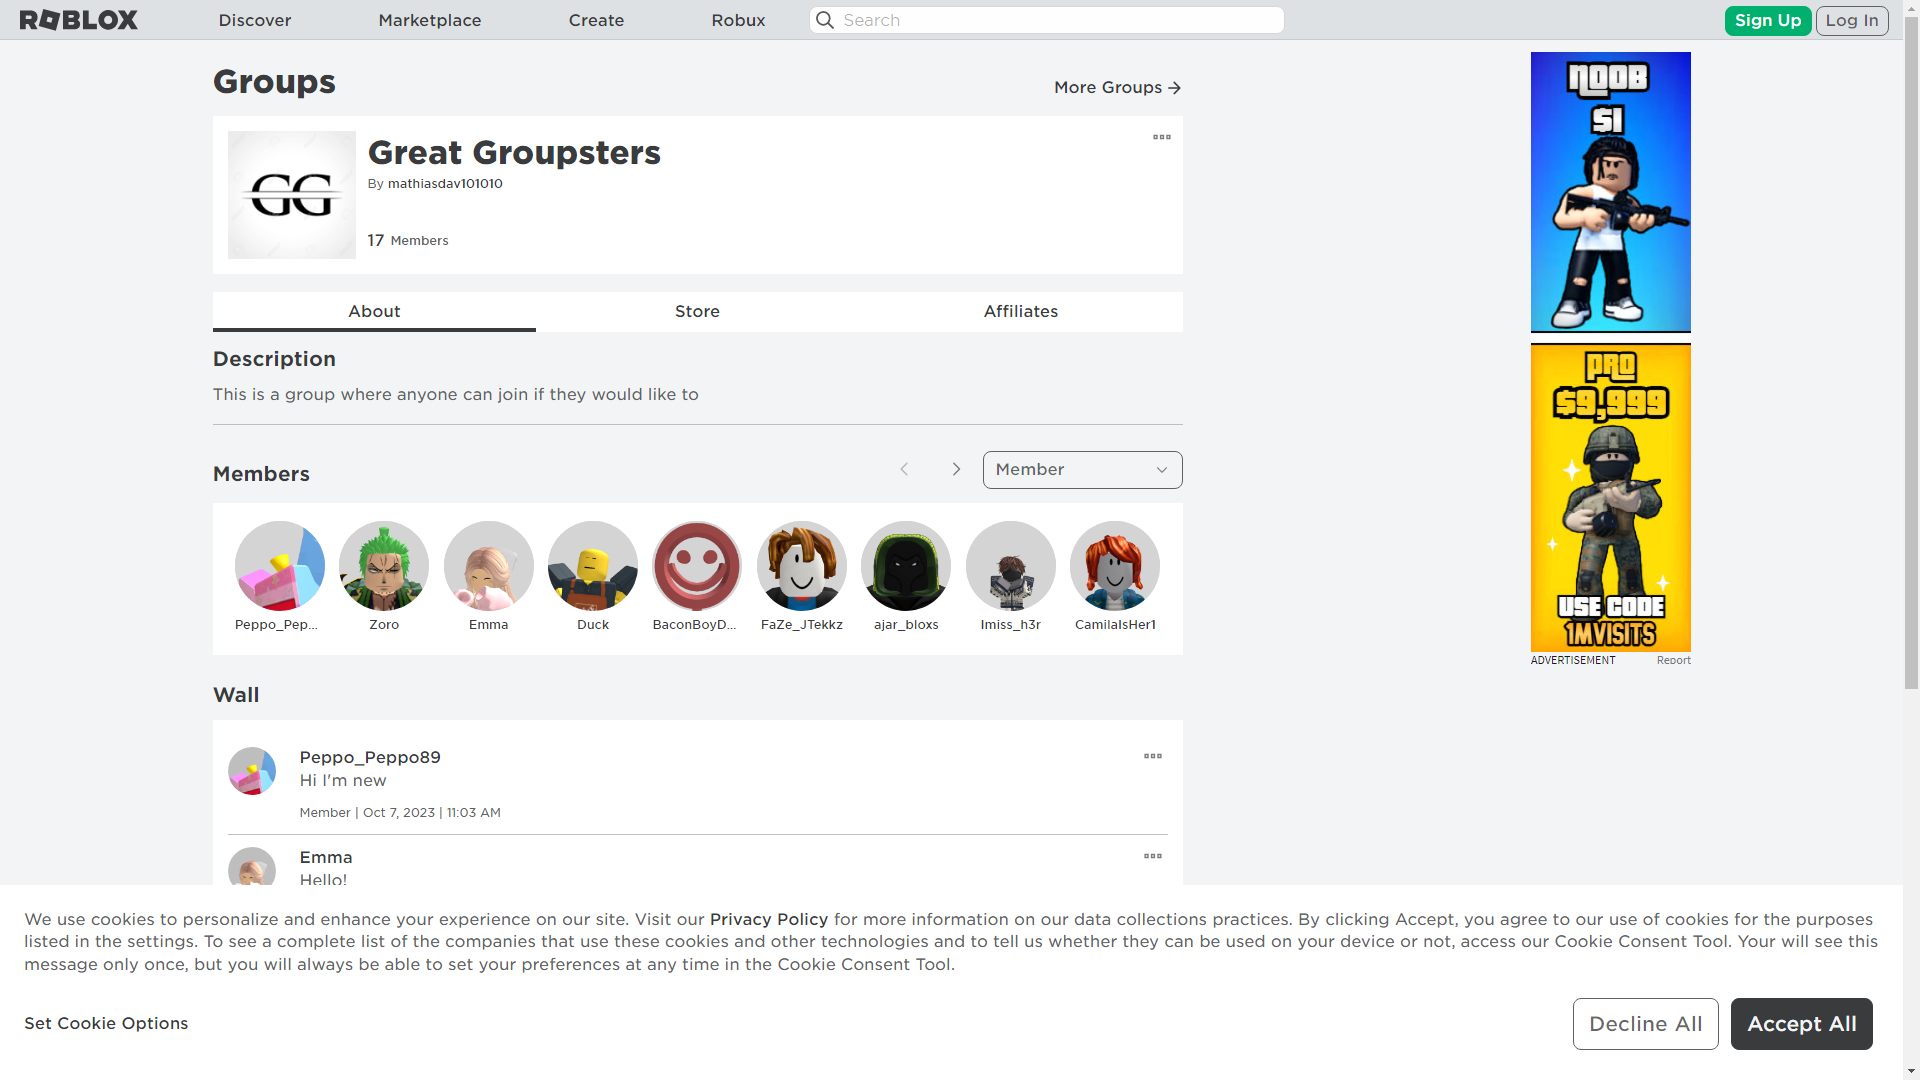 ROBLOX Discover Marketplace Create Robux Search Sign Up Log In
Groups
More Groups
Great Groupsters
By mathiasdav101010
17 Members
About Store Affiliates
Description
This is a group where anyone can join if they would like to
Members
Member
Peppo_Pep... Zoro Emma Duck BaconBoyD... FaZe_JTekkz ajar_bloxs Imiss_h3r CamilaIsHer1
Wall
Peppo_Peppo89
Hi I'm new
Member | Oct 7, 2023 | 11:03 AM
Emma
Hello!
GG
NOOB
$1
PRO
$9,999
USE CODE
1MVISITS
ADVERTISEMENT Report
We use cookies to personalize and enhance your experience on our site. Visit our Privacy Policy for more information on our data collections practices. By clicking Accept, you agree to our use of cookies for the purposes
listed in the settings. To see a complete list of the companies that use these cookies and other technologies and to tell us whether they can be used on your device or not, access our Cookie Consent Tool. Your will see this
message only once, but you will always be able to set your preferences at any time in the Cookie Consent Tool.
Set Cookie Options
Decline All
Accept All